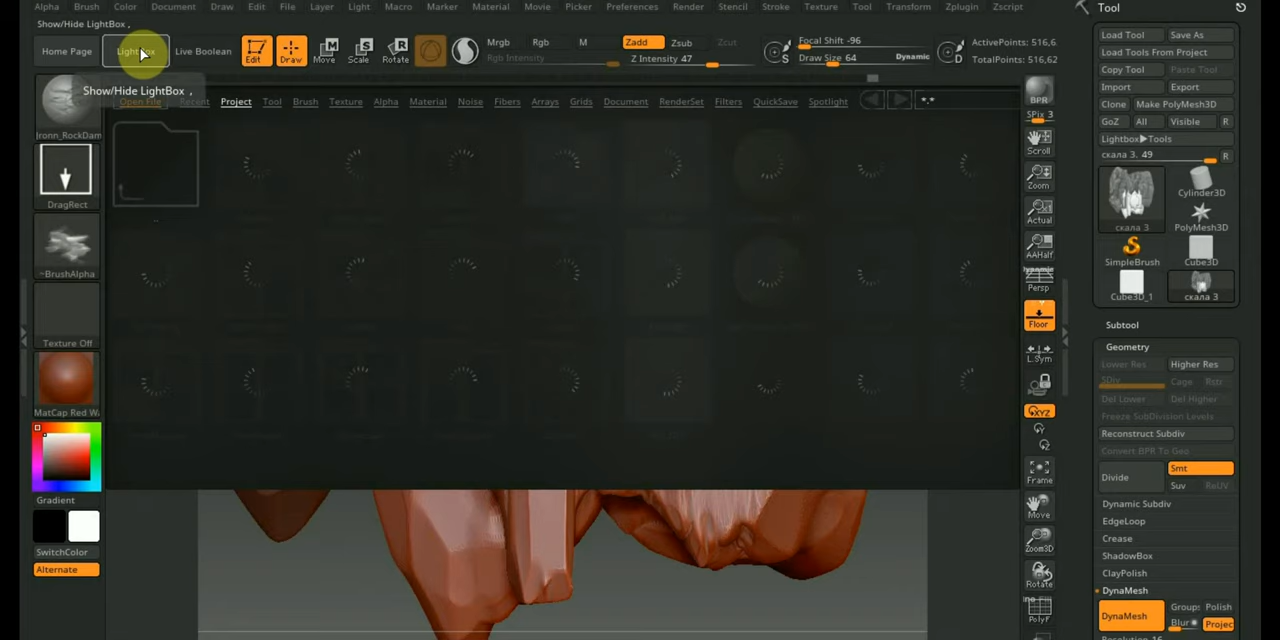 Alpha Brush Color Document Draw Edit File Layer Light Macro Marker Material Movie Picker Preferences Render Stencil Stroke Texture Tool Transform Zplugin Zscript
Tool
Show/Hide LightBox ,
Home Page
LightBox
Live Boolean
Edit
Draw
Move
Scale
Rotate
Mrgb Rgb M
Rgb Intensity
Zadd Zsub Zcut
Z Intensity 47
Focal Shift -96
Draw Size 64 Dynamic
ActivePoints: 516,6
TotalPoints: 516,62
Show/Hide LightBox ,
Open File Recent Project Tool Brush Texture Alpha Material Noise Fibers Arrays Grids Document RenderSet Filters QuickSave Spotlight *.*
..
Jronn_RockDam
DragRect
~BrushAlpha
Texture Off
MatCap Red W
Gradient
SwitchColor
Alternate
BPR
SPix 3
Scroll
Zoom
Actual
AAHalf
Dynamic
Persp
Floor
L.Sym
XYZ
Frame
Move
Zoom3D
Rotate
PolyF
Load Tool Save As
Load Tools From Project
Copy Tool Paste Tool
Import Export
Clone Make PolyMesh3D
GoZ All Visible R
Lightbox▶Tools
скала 3. 49 R
скала 3
Cylinder3D
PolyMesh3D
SimpleBrush
Cube3D
Cube3D_1
скала 3
Subtool
Geometry
Lower Res Higher Res
SDiv Cage Rstr
Del Lower Del Higher
Freeze SubDivision Levels
Reconstruct Subdiv
Convert BPR To Geo
Divide
Smt
Suv ReUV
Dynamic Subdiv
EdgeLoop
Crease
ShadowBox
ClayPolish
DynaMesh
DynaMesh
Groups Polish
Blur Projec
Resolution 16